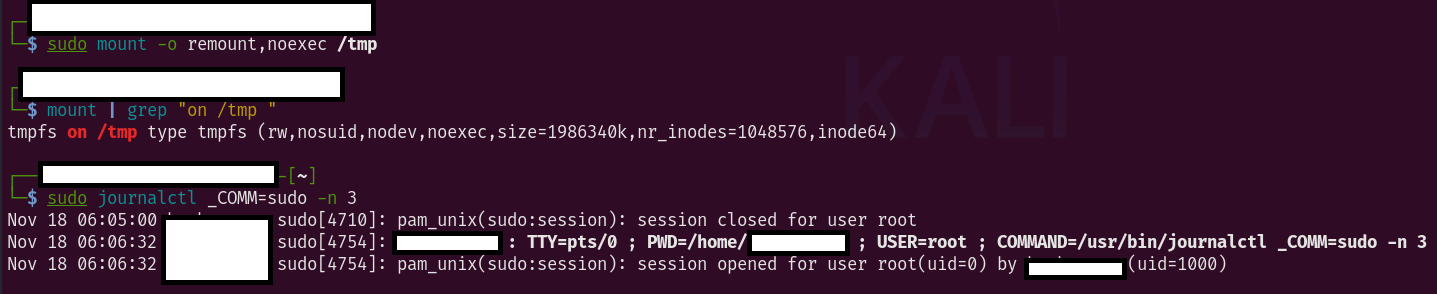 └─$ sudo mount -o remount,noexec /tmp
└─$ mount | grep "on /tmp "
tmpfs on /tmp type tmpfs (rw,nosuid,nodev,noexec,size=1986340k,nr_inodes=1048576,inode64)
-[~]
└─$ sudo journalctl _COMM=sudo -n 3
Nov 18 06:05:00 sudo[4710]: pam_unix(sudo:session): session closed for user root
Nov 18 06:06:32 sudo[4754]: : TTY=pts/0 ; PWD=/home/ ; USER=root ; COMMAND=/usr/bin/journalctl _COMM=sudo -n 3
Nov 18 06:06:32 sudo[4754]: pam_unix(sudo:session): session opened for user root(uid=0) by (uid=1000)
KALI